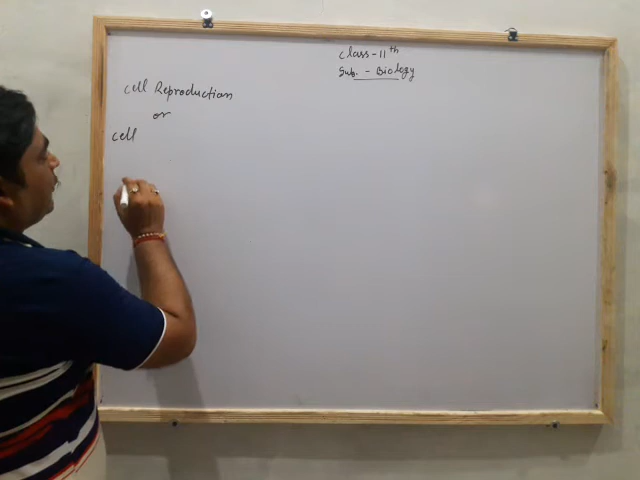 Class-11th
Sub. - Biology
cell Reproduction
or
cell